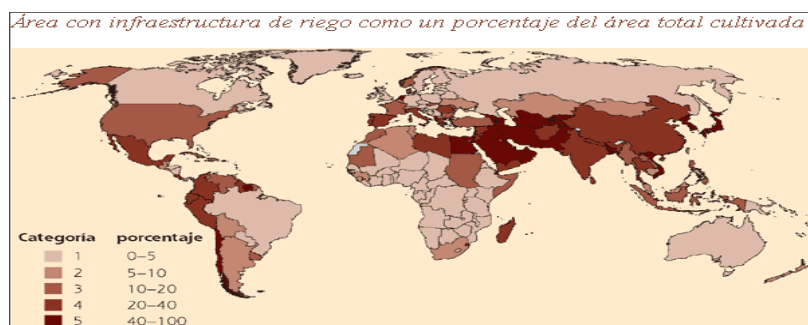 Área con infraestructura de riego como un porcentaje del área total cultivada
Categoría porcentaje
1 0–5
2 5–10
3 10–20
4 20–40
5 40–100